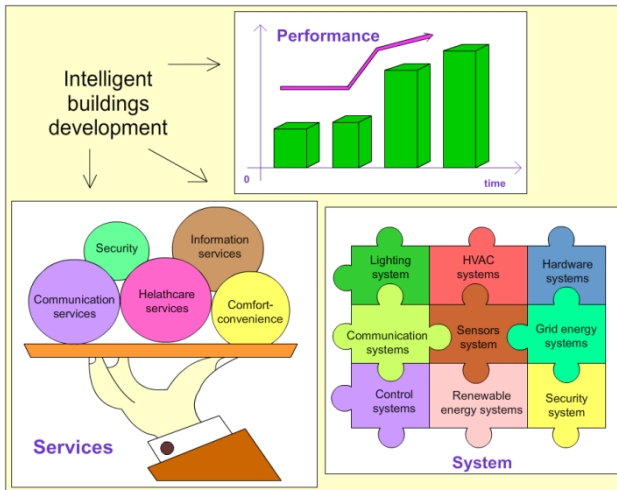 Intelligent
buildings
development
Performance
0
time
Security
Information
services
Communication
services
Helathcare
services
Comfort-
convenience
Services
Lighting
system
HVAC
systems
Hardware
systems
Communication
systems
Sensors
system
Grid energy
systems
Control
systems
Renewable
energy systems
Security
system
System